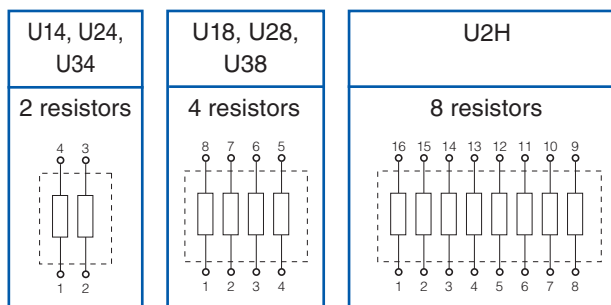 U14, U24,
U34
2 resistors
4 3
1 2
U18, U28,
U38
4 resistors
8 7 6 5
1 2 3 4
U2H
8 resistors
16 15 14 13 12 11 10 9
1 2 3 4 5 6 7 8